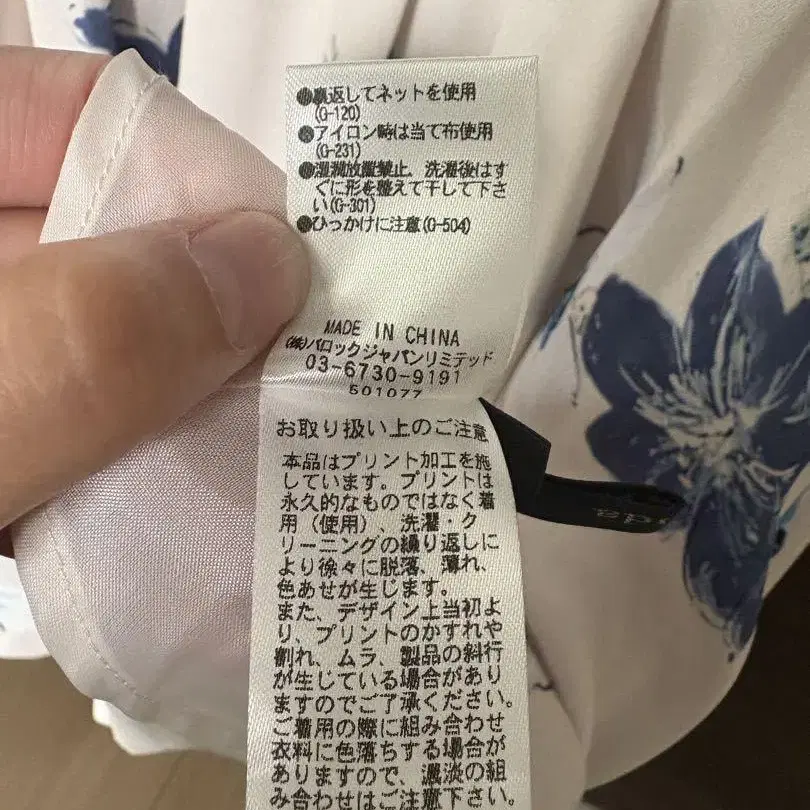 ●裏返してネットを使用
(G-120)
●アイロン時は当て布使用
(G-231)
●湿潤放置禁止、洗濯後はす
ぐに形を整えて干して下さ
い(G-301)
●ひっかけに注意(G-504)
MADE IN CHINA
(株)バロックジャパンリミテッド
03-6730-9191
501077
お取り扱い上のご注意
本品はプリント加工を施
しています。プリントは
永久的なものではなく着
用（使用）、洗濯・ク
リーニングの繰り返しに
より徐々に脱落、薄れ、
色あせが生じます。
また、デザイン上当初よ
り、プリントのかすれや
割れ、ムラ、製品の斜行
が生じている場合があり
ますのでご了承ください。
ご着用の際に組み合わせ
衣料に色落ちする場合が
ありますので、濃淡の組
み合わせはご注意下さい。